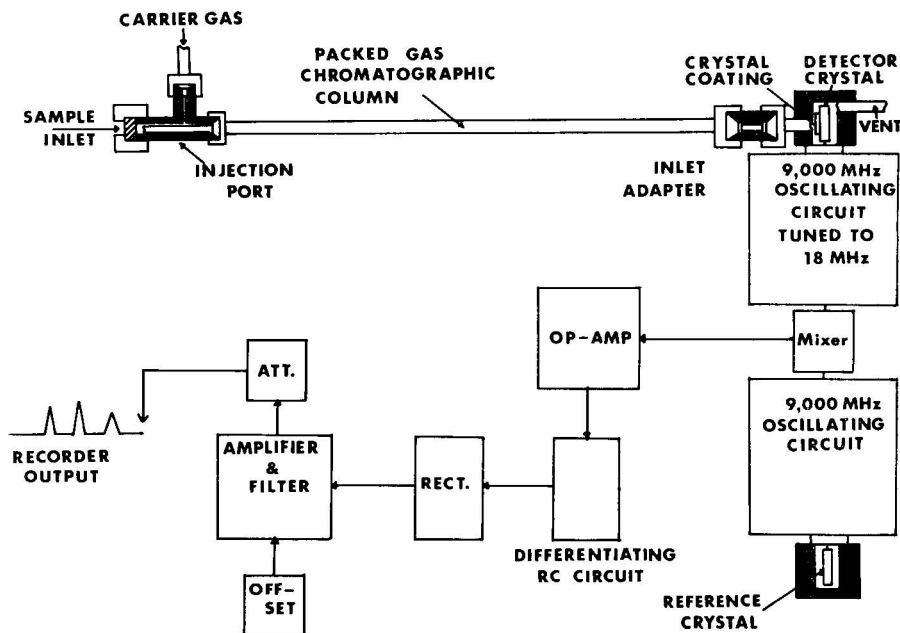 CARRIER GAS
PACKED GAS
CHROMATOGRAPHIC
COLUMN
CRYSTAL
COATING
DETECTOR
CRYSTAL
SAMPLE
INLET
VENT
INJECTION
PORT
INLET
ADAPTER
9,000 MHz
OSCILLATING
CIRCUIT
TUNED TO
18 MHz
OP-AMP
Mixer
ATT.
9,000 MHz
OSCILLATING
CIRCUIT
RECORDER
OUTPUT
AMPLIFIER
&
FILTER
RECT.
DIFFERENTIATING
RC CIRCUIT
OFF-
SET
REFERENCE
CRYSTAL